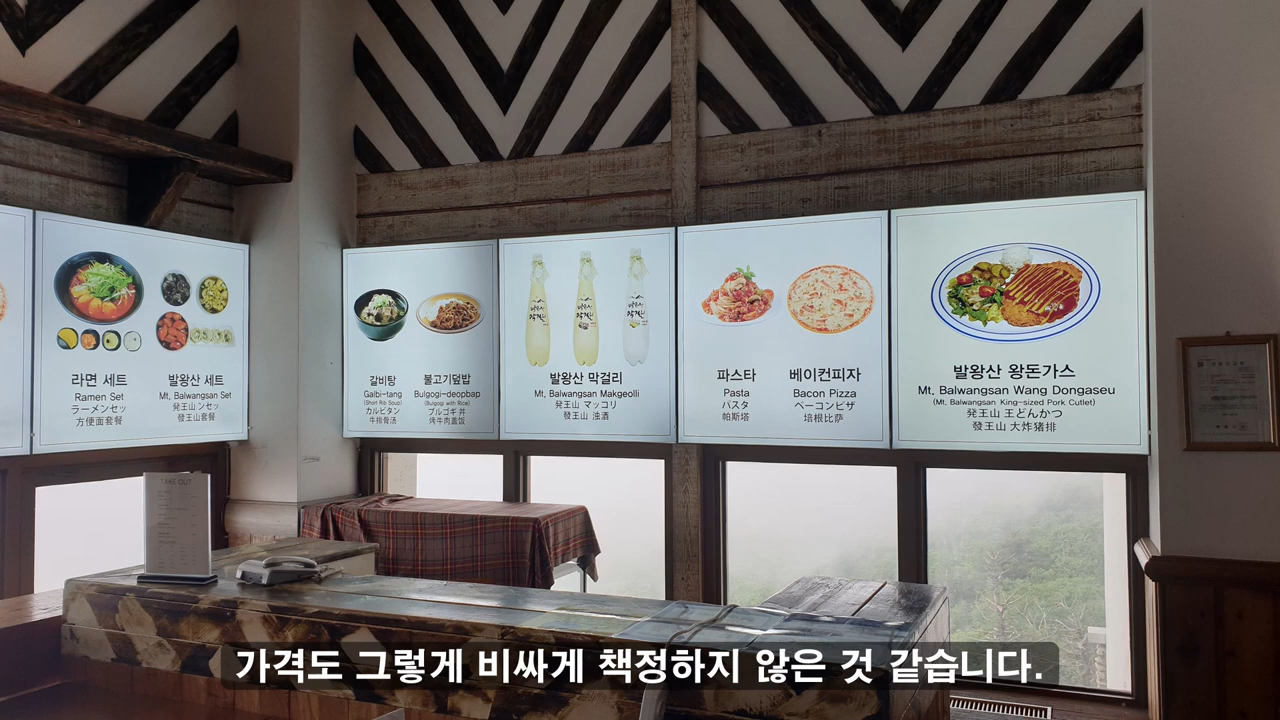 라면 세트
Ramen Set
ラーメンセッ
方便面套餐
발왕산 세트
Mt. Balwangsan Set
発王山 ンセッ
發王山套餐
갈비탕
Galbi-tang
(Short Rib Soup)
カルビタン
牛排骨汤
불고기덮밥
Bulgogi-deopbap
(Bulgogi with Rice)
プルゴギ 丼
烤牛肉盖饭
발왕산 막걸리
Mt, Balwangsan Makgeolli
発王山 マッコリ
發王山 浊酒
파스타
Pasta
パスタ
帕斯塔
베이컨피자
Bacon Pizza
ベーコンピザ
培根比萨
발왕산 왕돈가스
Mt, Balwangsan Wang Dongaseu
(Mt, Balwangsan King-sized Pork Cutlet)
発王山 王どんかつ
發王山 大炸猪排
TAKE OUT
가격도 그렇게 비싸게 책정하지 않은 것 같습니다.